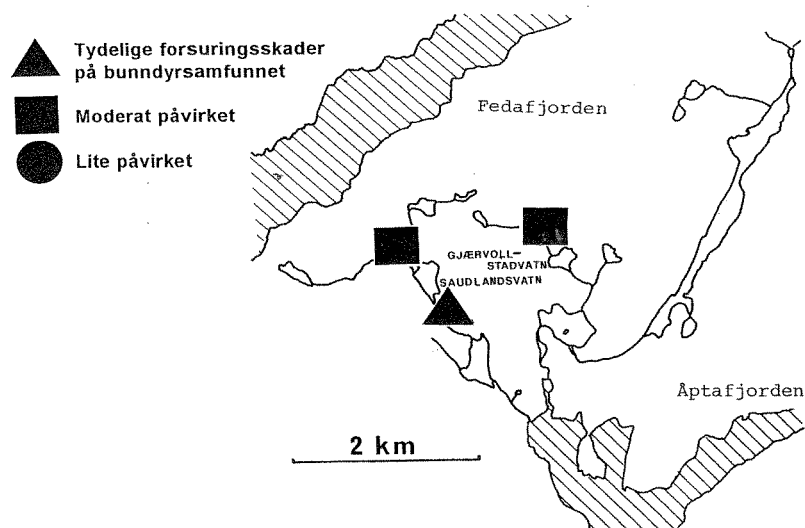 Tydelige forsuringsskader
på bunndyrsamfunnet
Moderat påvirket
Lite påvirket
Fedafjorden
GJÆRVOLL-
STADVATN
SAUDLANDSVATN
Åptafjorden
2 km